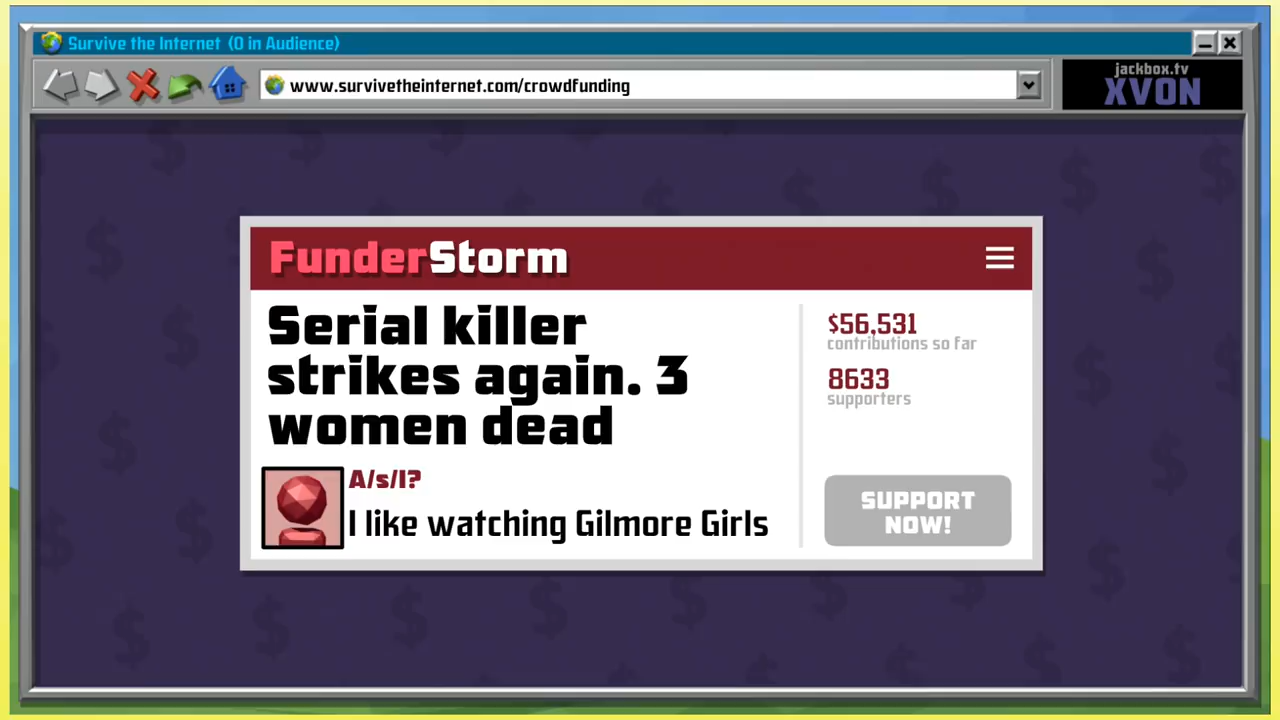 Survive the Internet (0 in Audience)
www.survivetheinternet.com/crowdfunding
jackbox.tv
XVON
FunderStorm
Serial killer
strikes again. 3
women dead
A/s/l?
I like watching Gilmore Girls
$56,531
contributions so far
8633
supporters
SUPPORT
NOW!